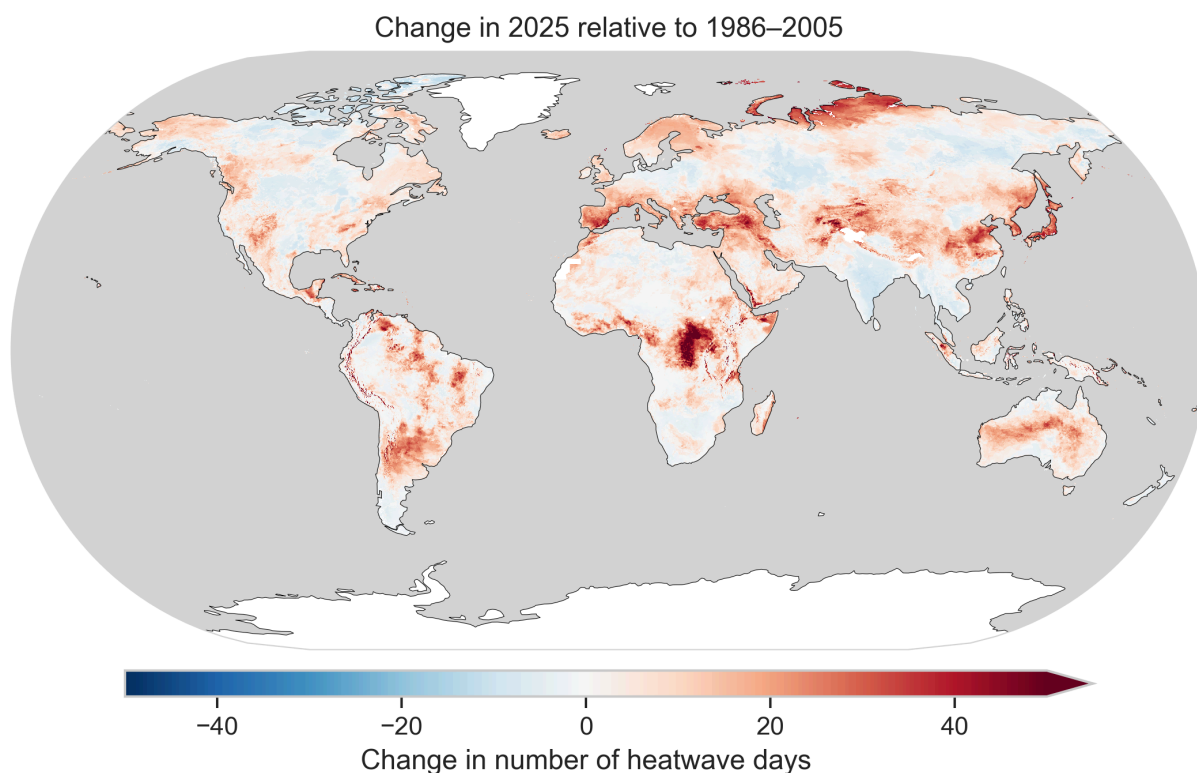 Change in 2025 relative to 1986–2005
−40 −20 0 20 40
Change in number of heatwave days